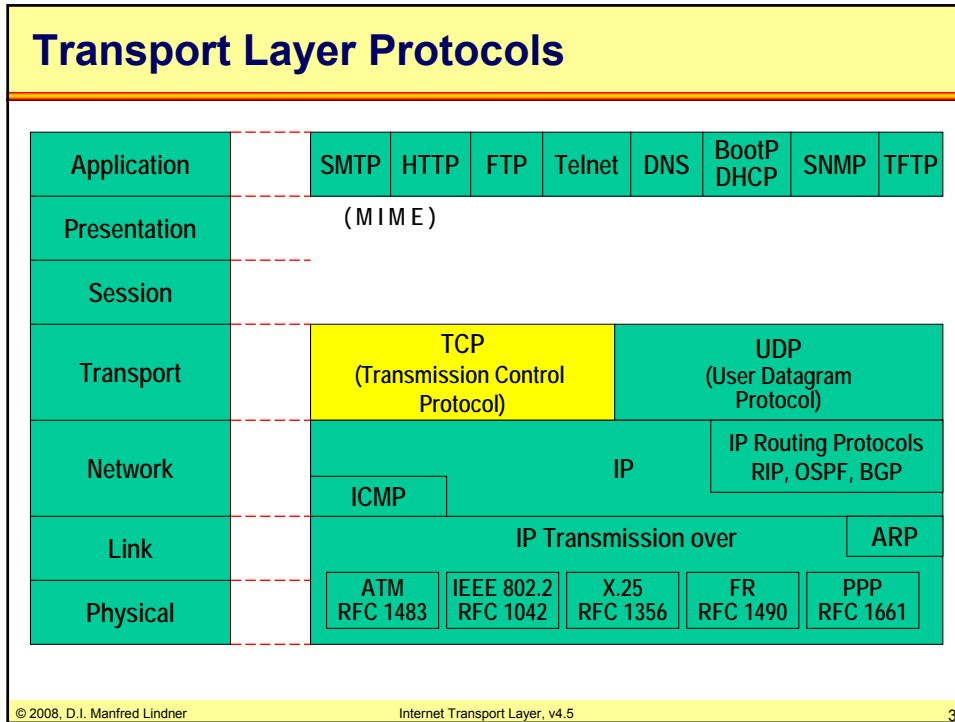 Transport Layer Protocols
Application
SMTP
HTTP
FTP
Telnet
DNS
BootP
DHCP
SNMP
TFTP
Presentation
(MIME)
Session
Transport
TCP
(Transmission Control
Protocol)
UDP
(User Datagram
Protocol)
Network
IP
IP Routing Protocols
RIP, OSPF, BGP
ICMP
Link
IP Transmission over
ARP
Physical
ATM
RFC 1483
IEEE 802.2
RFC 1042
X.25
RFC 1356
FR
RFC 1490
PPP
RFC 1661
© 2008, D.I. Manfred Lindner
Internet Transport Layer, v4.5
3